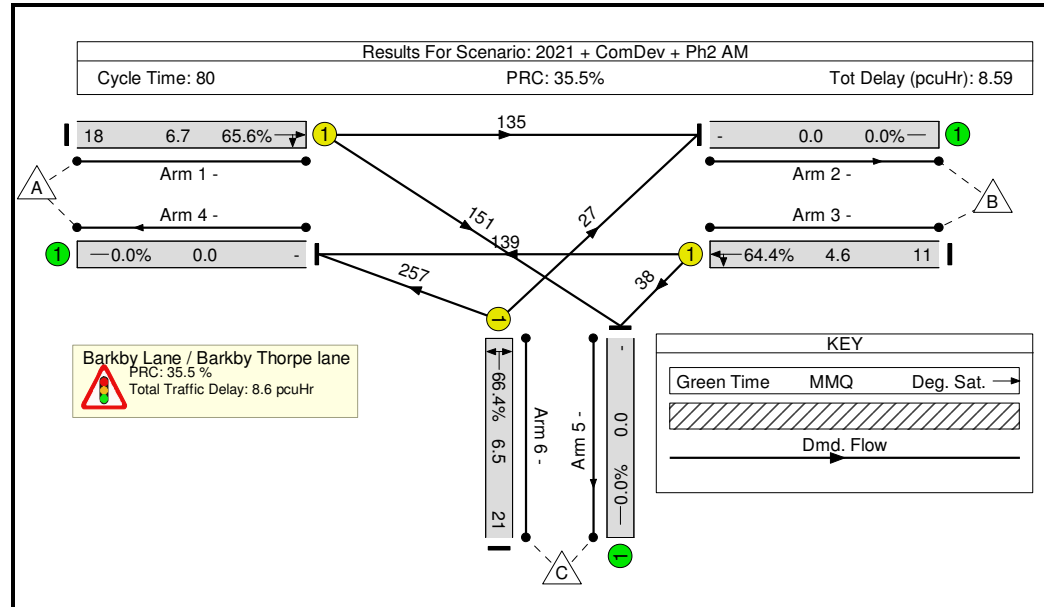 Results For Scenario: 2021 + ComDev + Ph2 AM
Cycle Time: 80 PRC: 35.5% Tot Delay (pcuHr): 8.59
18 6.7 65.6%
1
135
- 0.0 0.0%
1
Arm 1 -
Arm 2 -
A
B
Arm 4 -
Arm 3 -
151
27
139
1
0.0% 0.0 -
1
64.4% 4.6 11
257
38
1
Barkby Lane / Barkby Thorpe lane
PRC: 35.5 %
Total Traffic Delay: 8.6 pcuHr
66.4% 6.5 21
Arm 6 -
Arm 5 -
- 0.0 0.0%
1
C
KEY
Green Time MMQ Deg. Sat.
Dmd. Flow